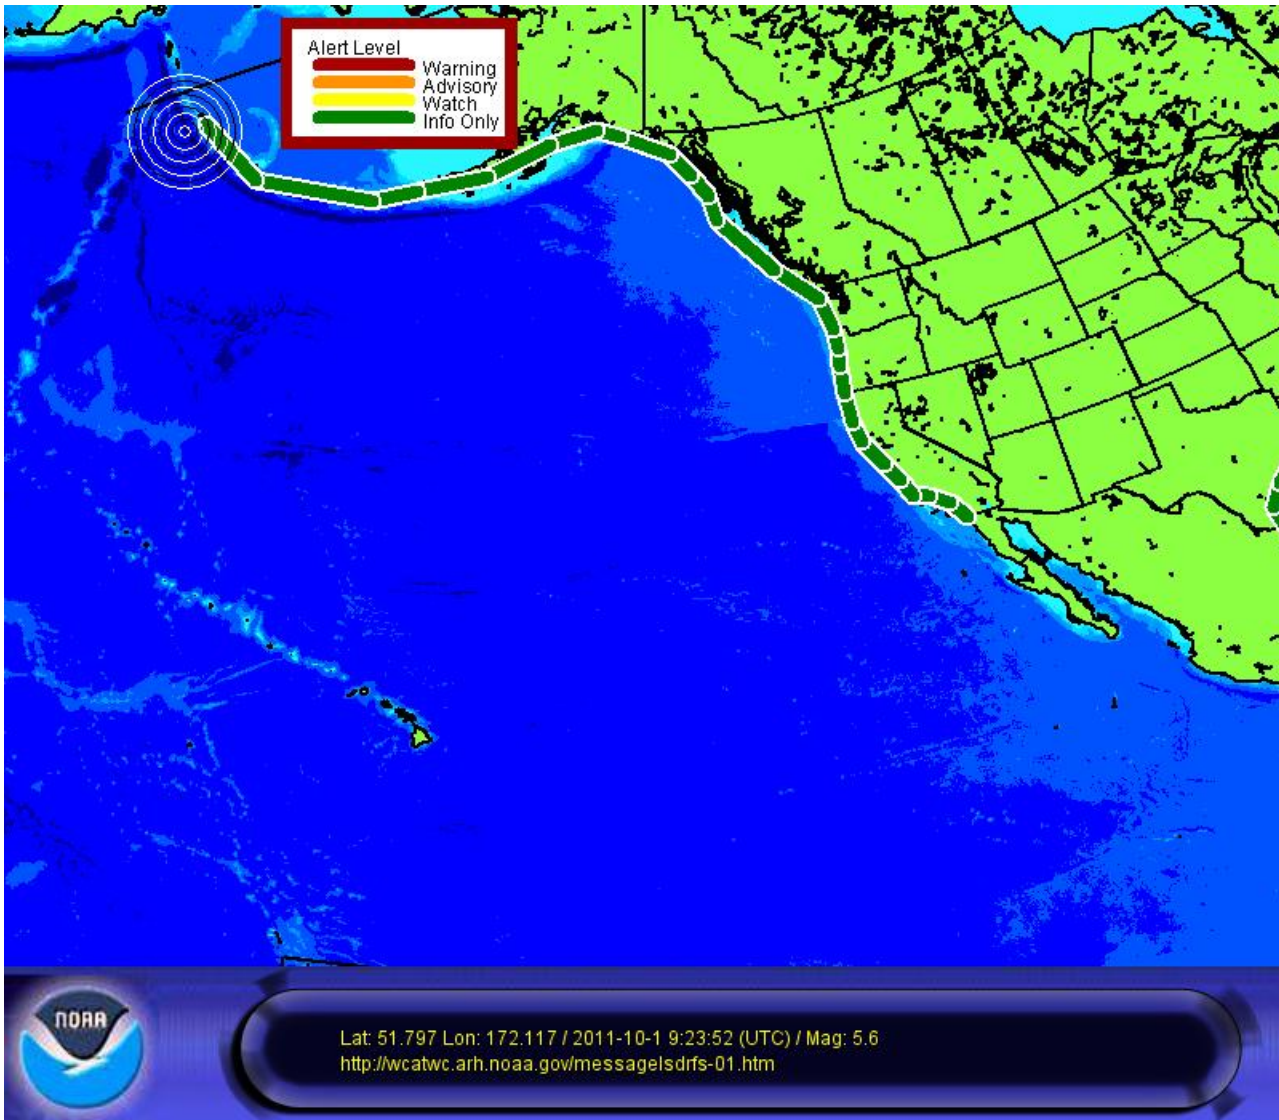 Alert Level
Warning
Advisory
Watch
Info Only
NOAA
Lat: 51.797 Lon: 172.117 / 2011-10-1 9:23:52 (UTC) / Mag: 5.6
http://wcatwc.arh.noaa.gov/messagelsdrfs-01.htm